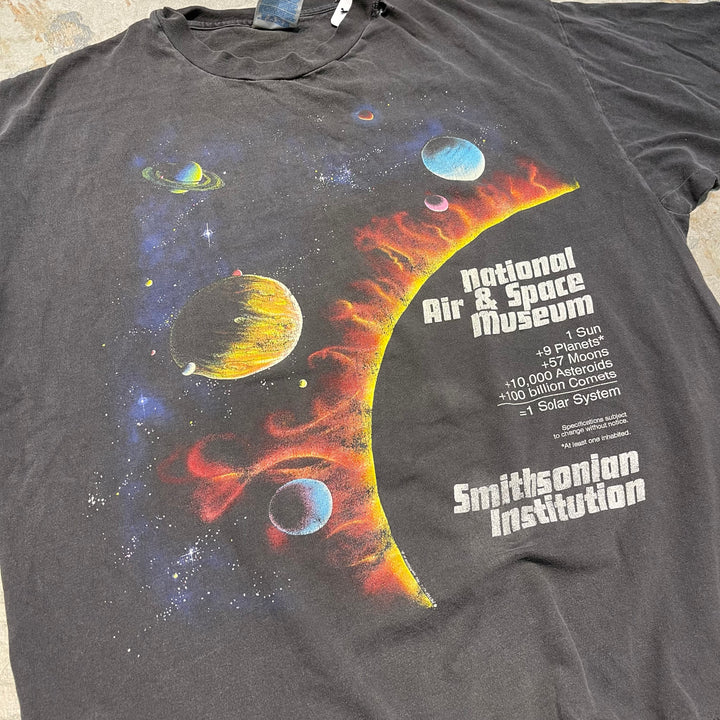 National
Air & Space
Museum
1 Sun
+9 Planets*
+57 Moons
+10,000 Asteroids
+100 billion Comets
=1 Solar System
Specifications subject
to change without notice.
*At least one inhabited.
Smithsonian
Institution